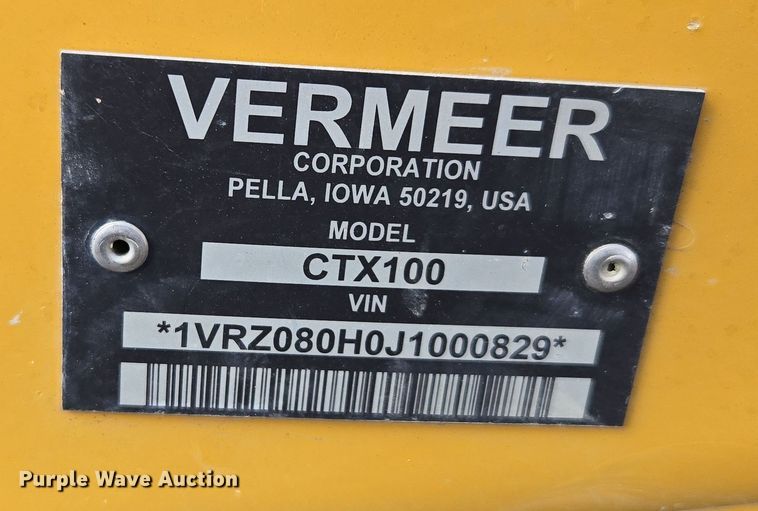 VERMEER
CORPORATION
PELLA, IOWA 50219, USA
MODEL
CTX100
VIN
*1VRZ080H0J1000829*
Purple Wave Auction